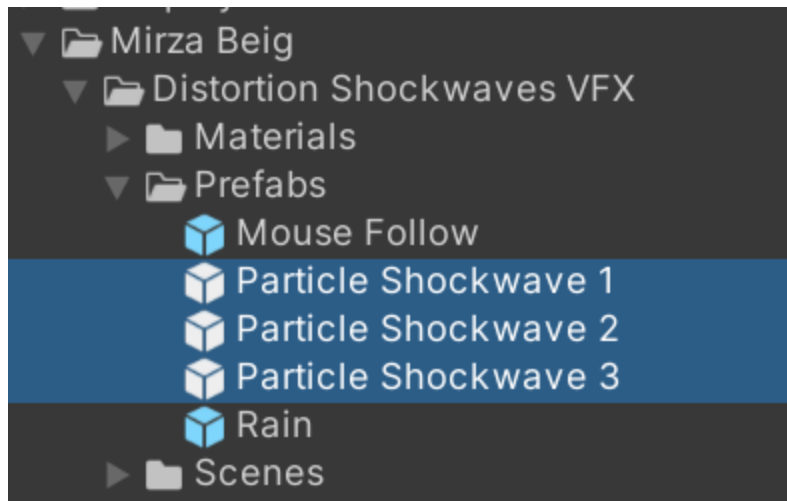 Mirza Beig
Distortion Shockwaves VFX
Materials
Prefabs
Mouse Follow
Particle Shockwave 1
Particle Shockwave 2
Particle Shockwave 3
Rain
Scenes